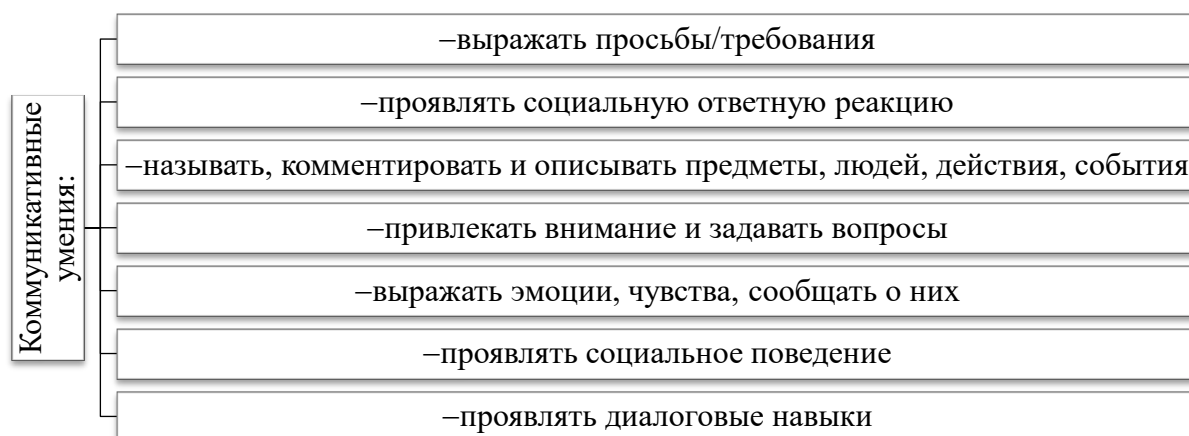 Коммуникативные
умения:
–выражать просьбы/требования
–проявлять социальную ответную реакцию
–называть, комментировать и описывать предметы, людей, действия, события
–привлекать внимание и задавать вопросы
–выражать эмоции, чувства, сообщать о них
–проявлять социальное поведение
–проявлять диалоговые навыки